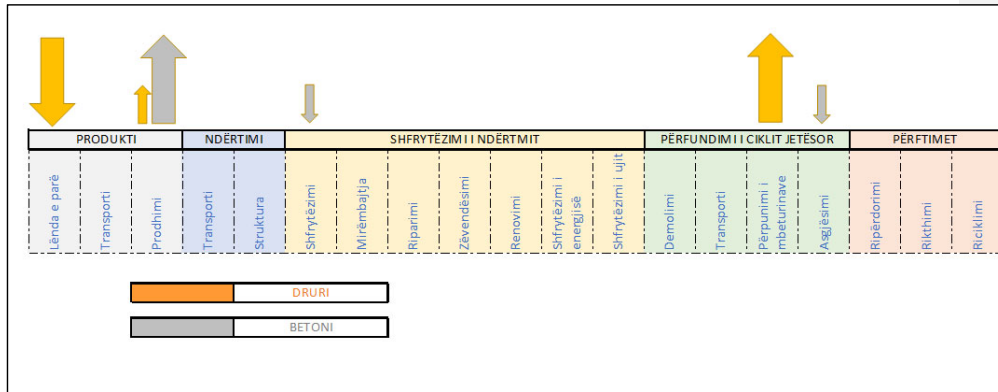 PRODUKTI
NDËRTIMI
SHFRYTËZIMI I NDËRTMIT
PËRFUNDIMI I CIKLIT JETËSOR
PËRFTIMET
Lënda e parë
Transporti
Prodhimi
Transporti
Struktura
Shfrytëzimi
Mirëmbajtja
Riparimi
Zëvendësimi
Renovimi
Shfrytëzimi i
energjisë
Shfrytëzimi i ujit
Demolimi
Transporti
Përpunimi i
mbeturinave
Asgjësimi
Ripërdorimi
Rikthimi
Riciklimi
DRURI
BETONI